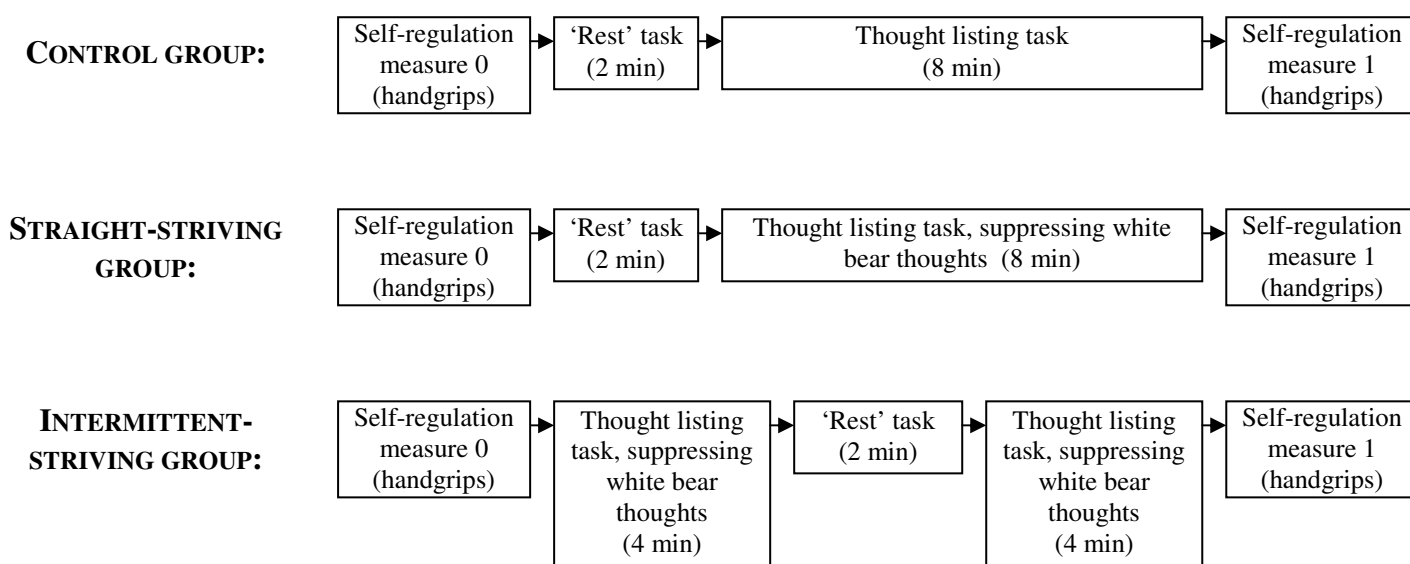 CONTROL GROUP:
Self-regulation
measure 0
(handgrips)
‘Rest’ task
(2 min)
Thought listing task
(8 min)
Self-regulation
measure 1
(handgrips)
STRAIGHT-STRIVING
GROUP:
Self-regulation
measure 0
(handgrips)
‘Rest’ task
(2 min)
Thought listing task, suppressing white
bear thoughts (8 min)
Self-regulation
measure 1
(handgrips)
INTERMITTENT-
STRIVING GROUP:
Self-regulation
measure 0
(handgrips)
Thought listing
task, suppressing
white bear
thoughts
(4 min)
‘Rest’ task
(2 min)
Thought listing
task, suppressing
white bear
thoughts
(4 min)
Self-regulation
measure 1
(handgrips)